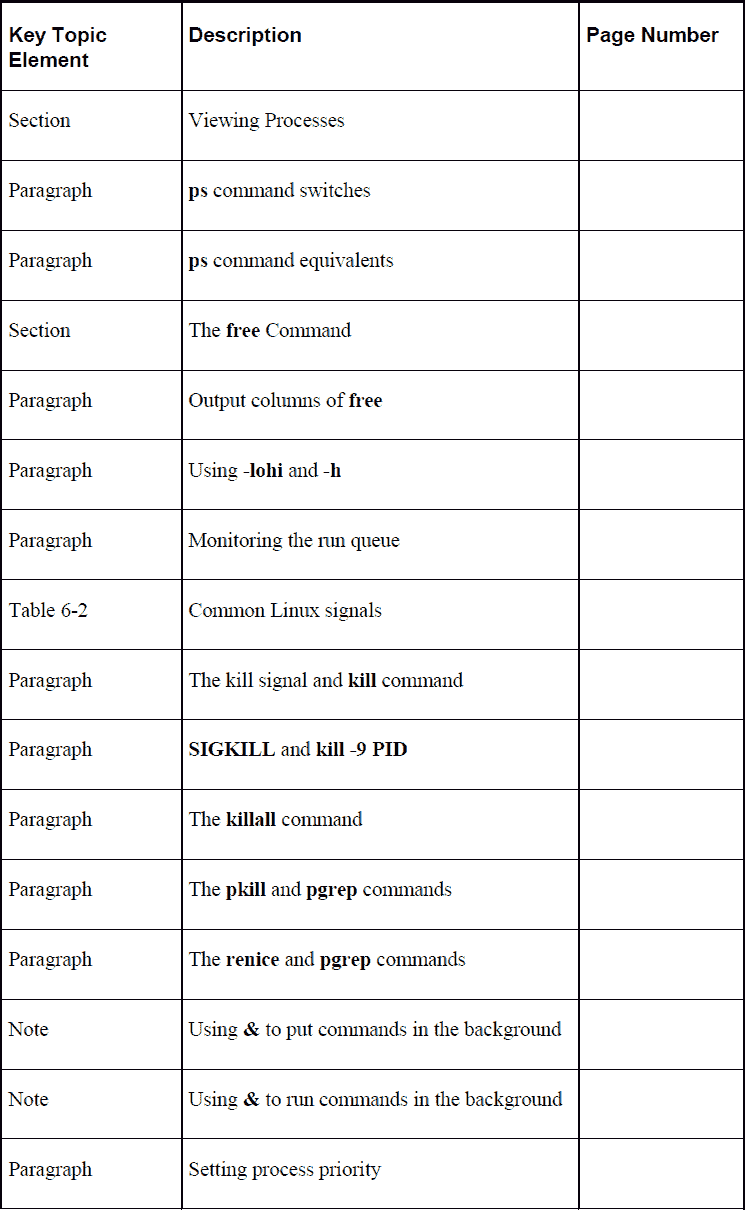 Key Topic Element Description Page Number
Section Viewing Processes
Paragraph ps command switches
Paragraph ps command equivalents
Section The free Command
Paragraph Output columns of free
Paragraph Using -lohi and -h
Paragraph Monitoring the run queue
Table 6-2 Common Linux signals
Paragraph The kill signal and kill command
Paragraph SIGKILL and kill -9 PID
Paragraph The killall command
Paragraph The pkill and pgrep commands
Paragraph The renice and pgrep commands
Note Using & to put commands in the background
Note Using & to run commands in the background
Paragraph Setting process priority